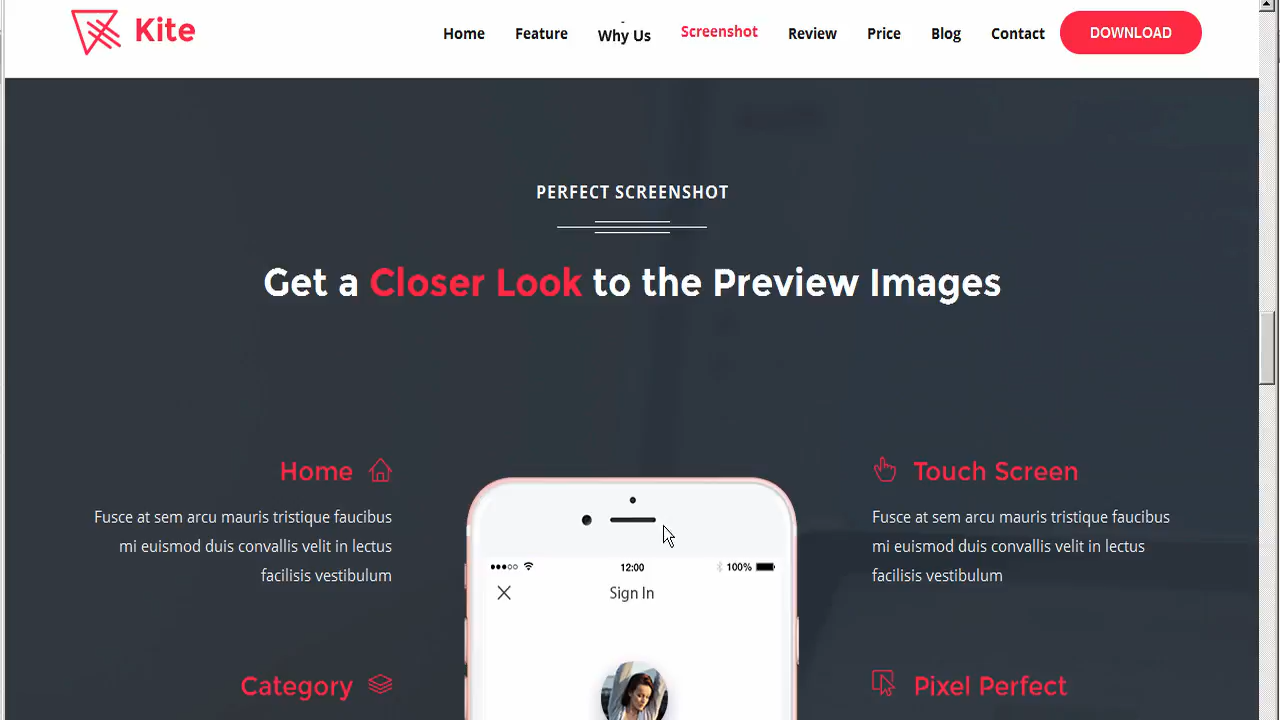 Kite
Home Feature Why Us Screenshot Review Price Blog Contact DOWNLOAD
PERFECT SCREENSHOT
Get a Closer Look to the Preview Images
Home
Fusce at sem arcu mauris tristique faucibus
mi euismod duis convallis velit in lectus
facilisis vestibulum
Category
12:00
100%
Sign In
Touch Screen
Fusce at sem arcu mauris tristique faucibus
mi euismod duis convallis velit in lectus
facilisis vestibulum
Pixel Perfect